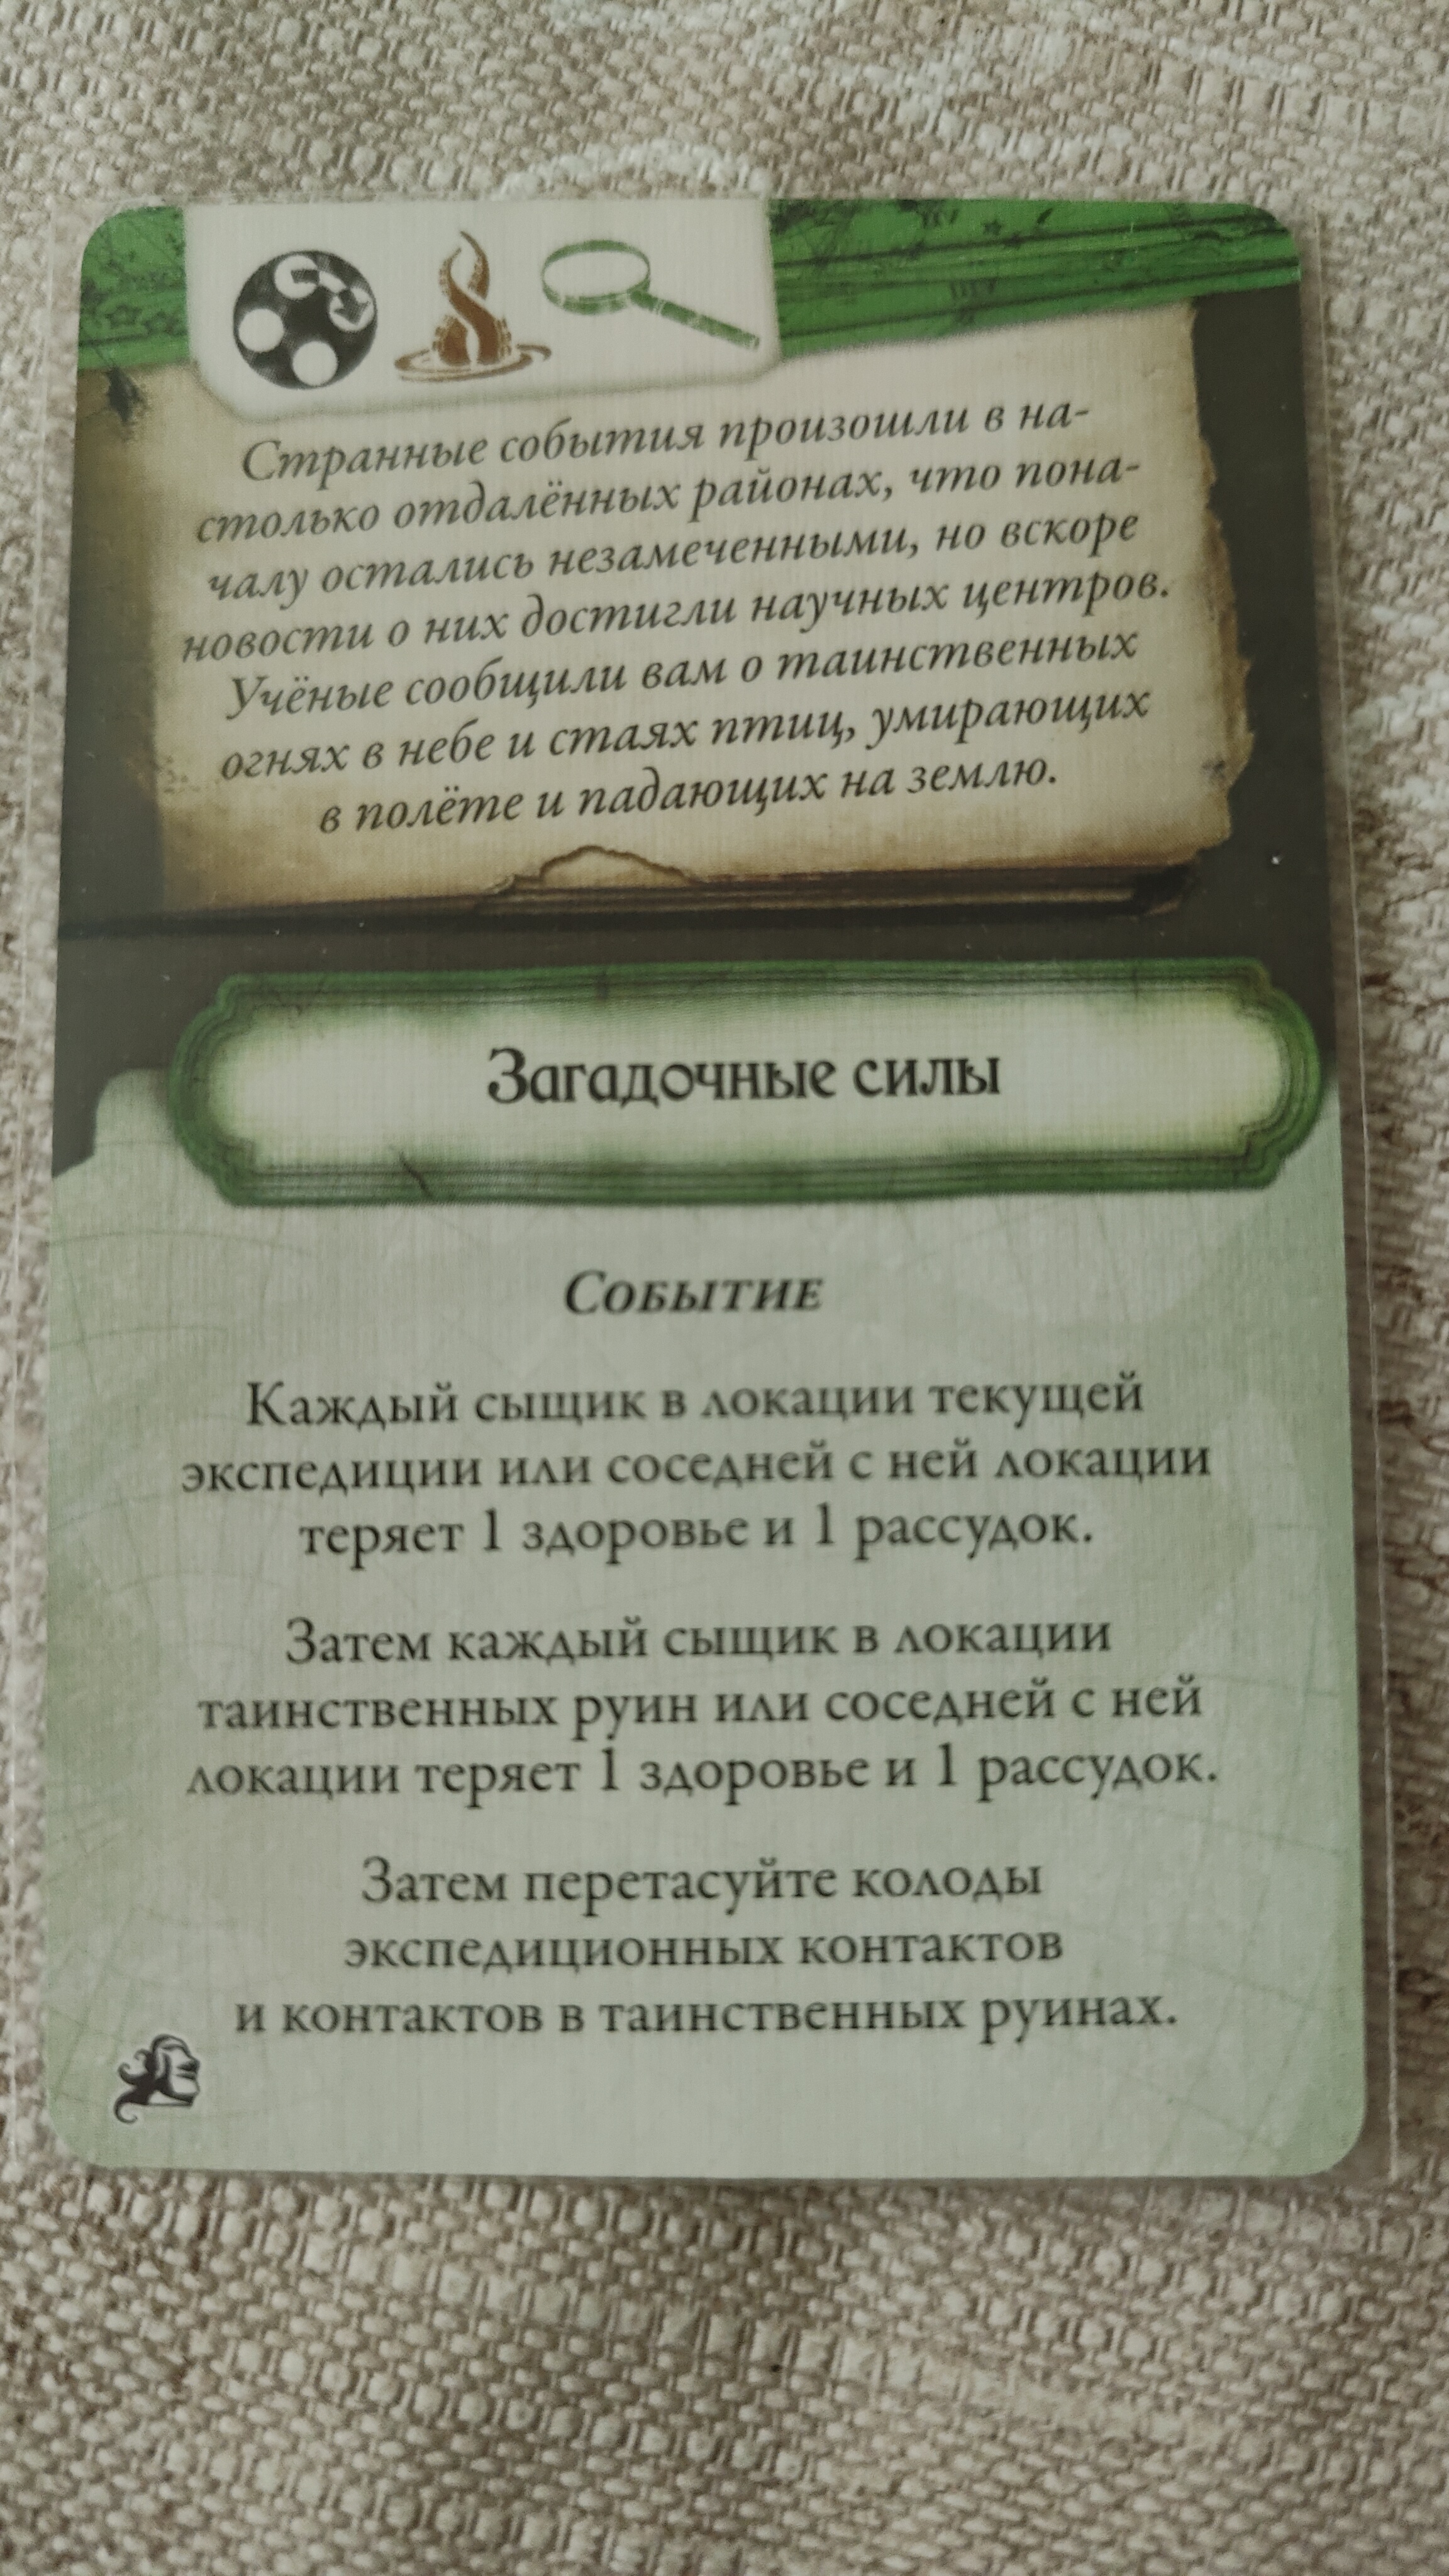 Странные события произошли в на-
столько отдалённых районах, что пона-
чалу остались незамеченными, но вскоре
новости о них достигли научных центров.
Учёные сообщили вам о таинственных
огнях в небе и стаях птиц, умирающих
в полёте и падающих на землю.
Загадочные силы
Событие
Каждый сыщик в локации текущей
экспедиции или соседней с ней локации
теряет 1 здоровье и 1 рассудок.
Затем каждый сыщик в локации
таинственных руин или соседней с ней
локации теряет 1 здоровье и 1 рассудок.
Затем перетасуйте колоды
экспедиционных контактов
и контактов в таинственных руинах.